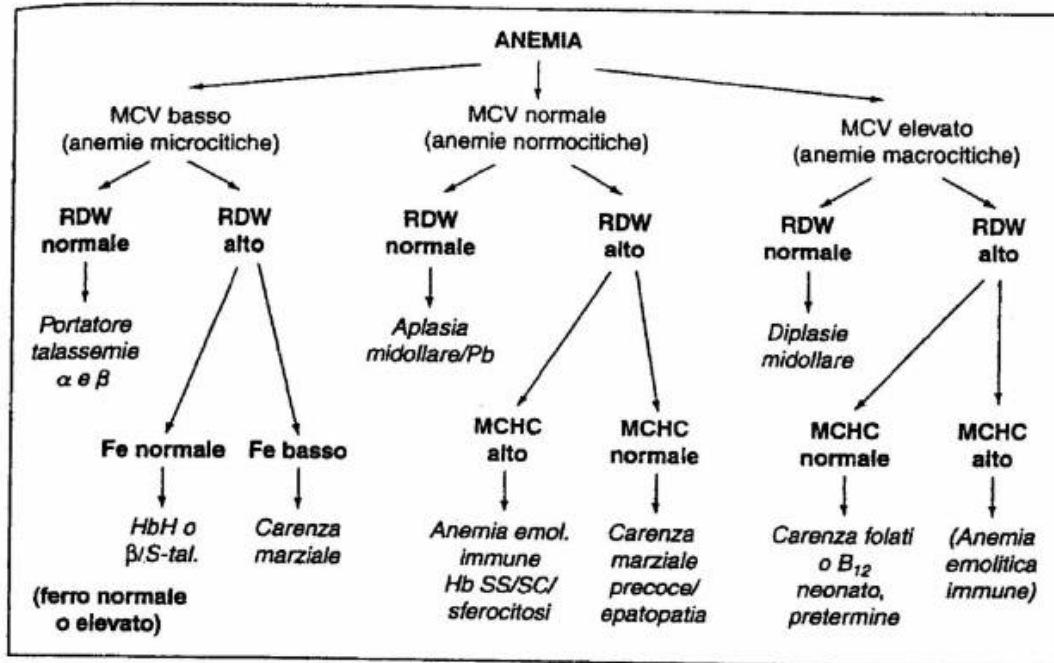 ANEMIA
MCV basso
(anemie microcitiche)
MCV normale
(anemie normocitiche)
MCV elevato
(anemie macrocitiche)
RDW
normale
RDW
alto
RDW
normale
RDW
alto
RDW
normale
RDW
alto
Portatore
talassemie
α e β
Aplasia
midollare/Pb
Diplasie
midollare
Fe normale
Fe basso
MCHC
alto
MCHC
normale
MCHC
normale
MCHC
alto
HbH o
β/S-tal.
(ferro normale
o elevato)
Carenza
marziale
Anemia emol.
immune
Hb SS/SC/
sferocitosi
Carenza
marziale
precoce/
epatopatia
Carenza folati
o B12
neonato,
pretermine
(Anemia
emolitica
immune)